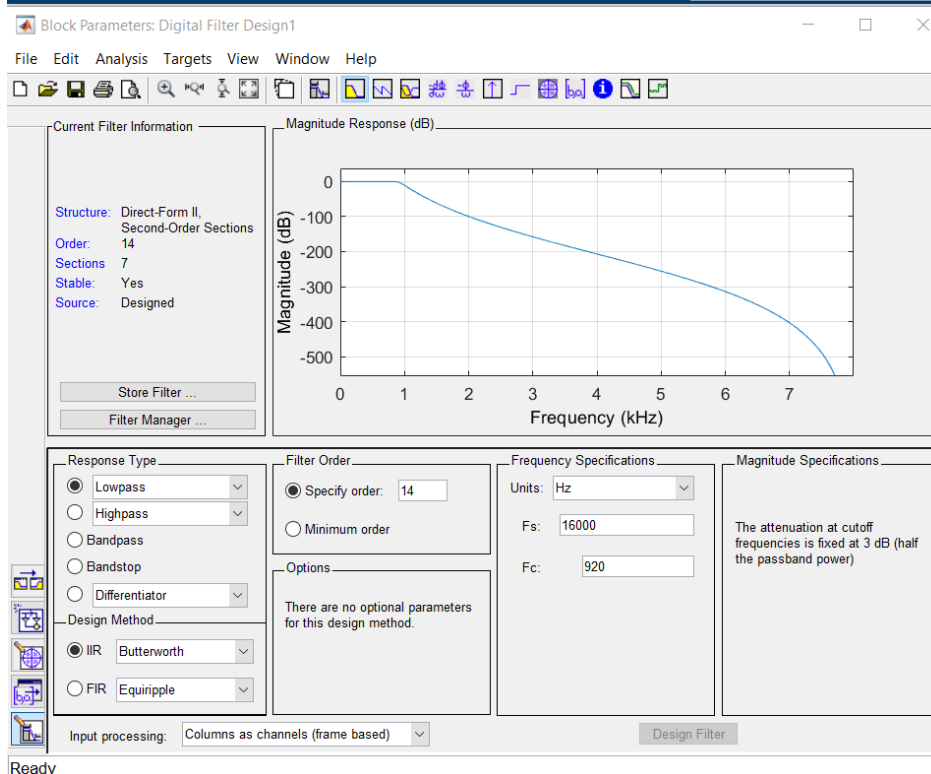 Block Parameters: Digital Filter Design1
File Edit Analysis Targets View Window Help
Current Filter Information
Structure: Direct-Form II,
Second-Order Sections
Order: 14
Sections 7
Stable: Yes
Source: Designed
Store Filter ...
Filter Manager ...
Magnitude Response (dB)
Magnitude (dB)
0
-100
-200
-300
-400
-500
0 1 2 3 4 5 6 7
Frequency (kHz)
Response Type
Lowpass
Highpass
Bandpass
Bandstop
Differentiator
Design Method
IIR Butterworth
FIR Equiripple
Filter Order
Specify order: 14
Minimum order
Options
There are no optional parameters
for this design method.
Frequency Specifications
Units: Hz
Fs: 16000
Fc: 920
Magnitude Specifications
The attenuation at cutoff
frequencies is fixed at 3 dB (half
the passband power)
Input processing: Columns as channels (frame based)
Design Filter
Ready